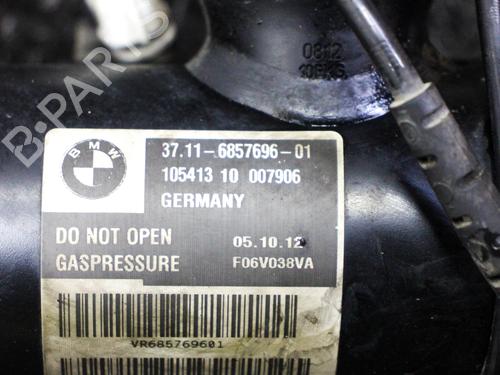 0812
B-PARTS
BMW
37.11-6857696-01
105413 10 007906
GERMANY
DO NOT OPEN
05.10.12
GASPRESSURE
F06V038VA
VR685769601